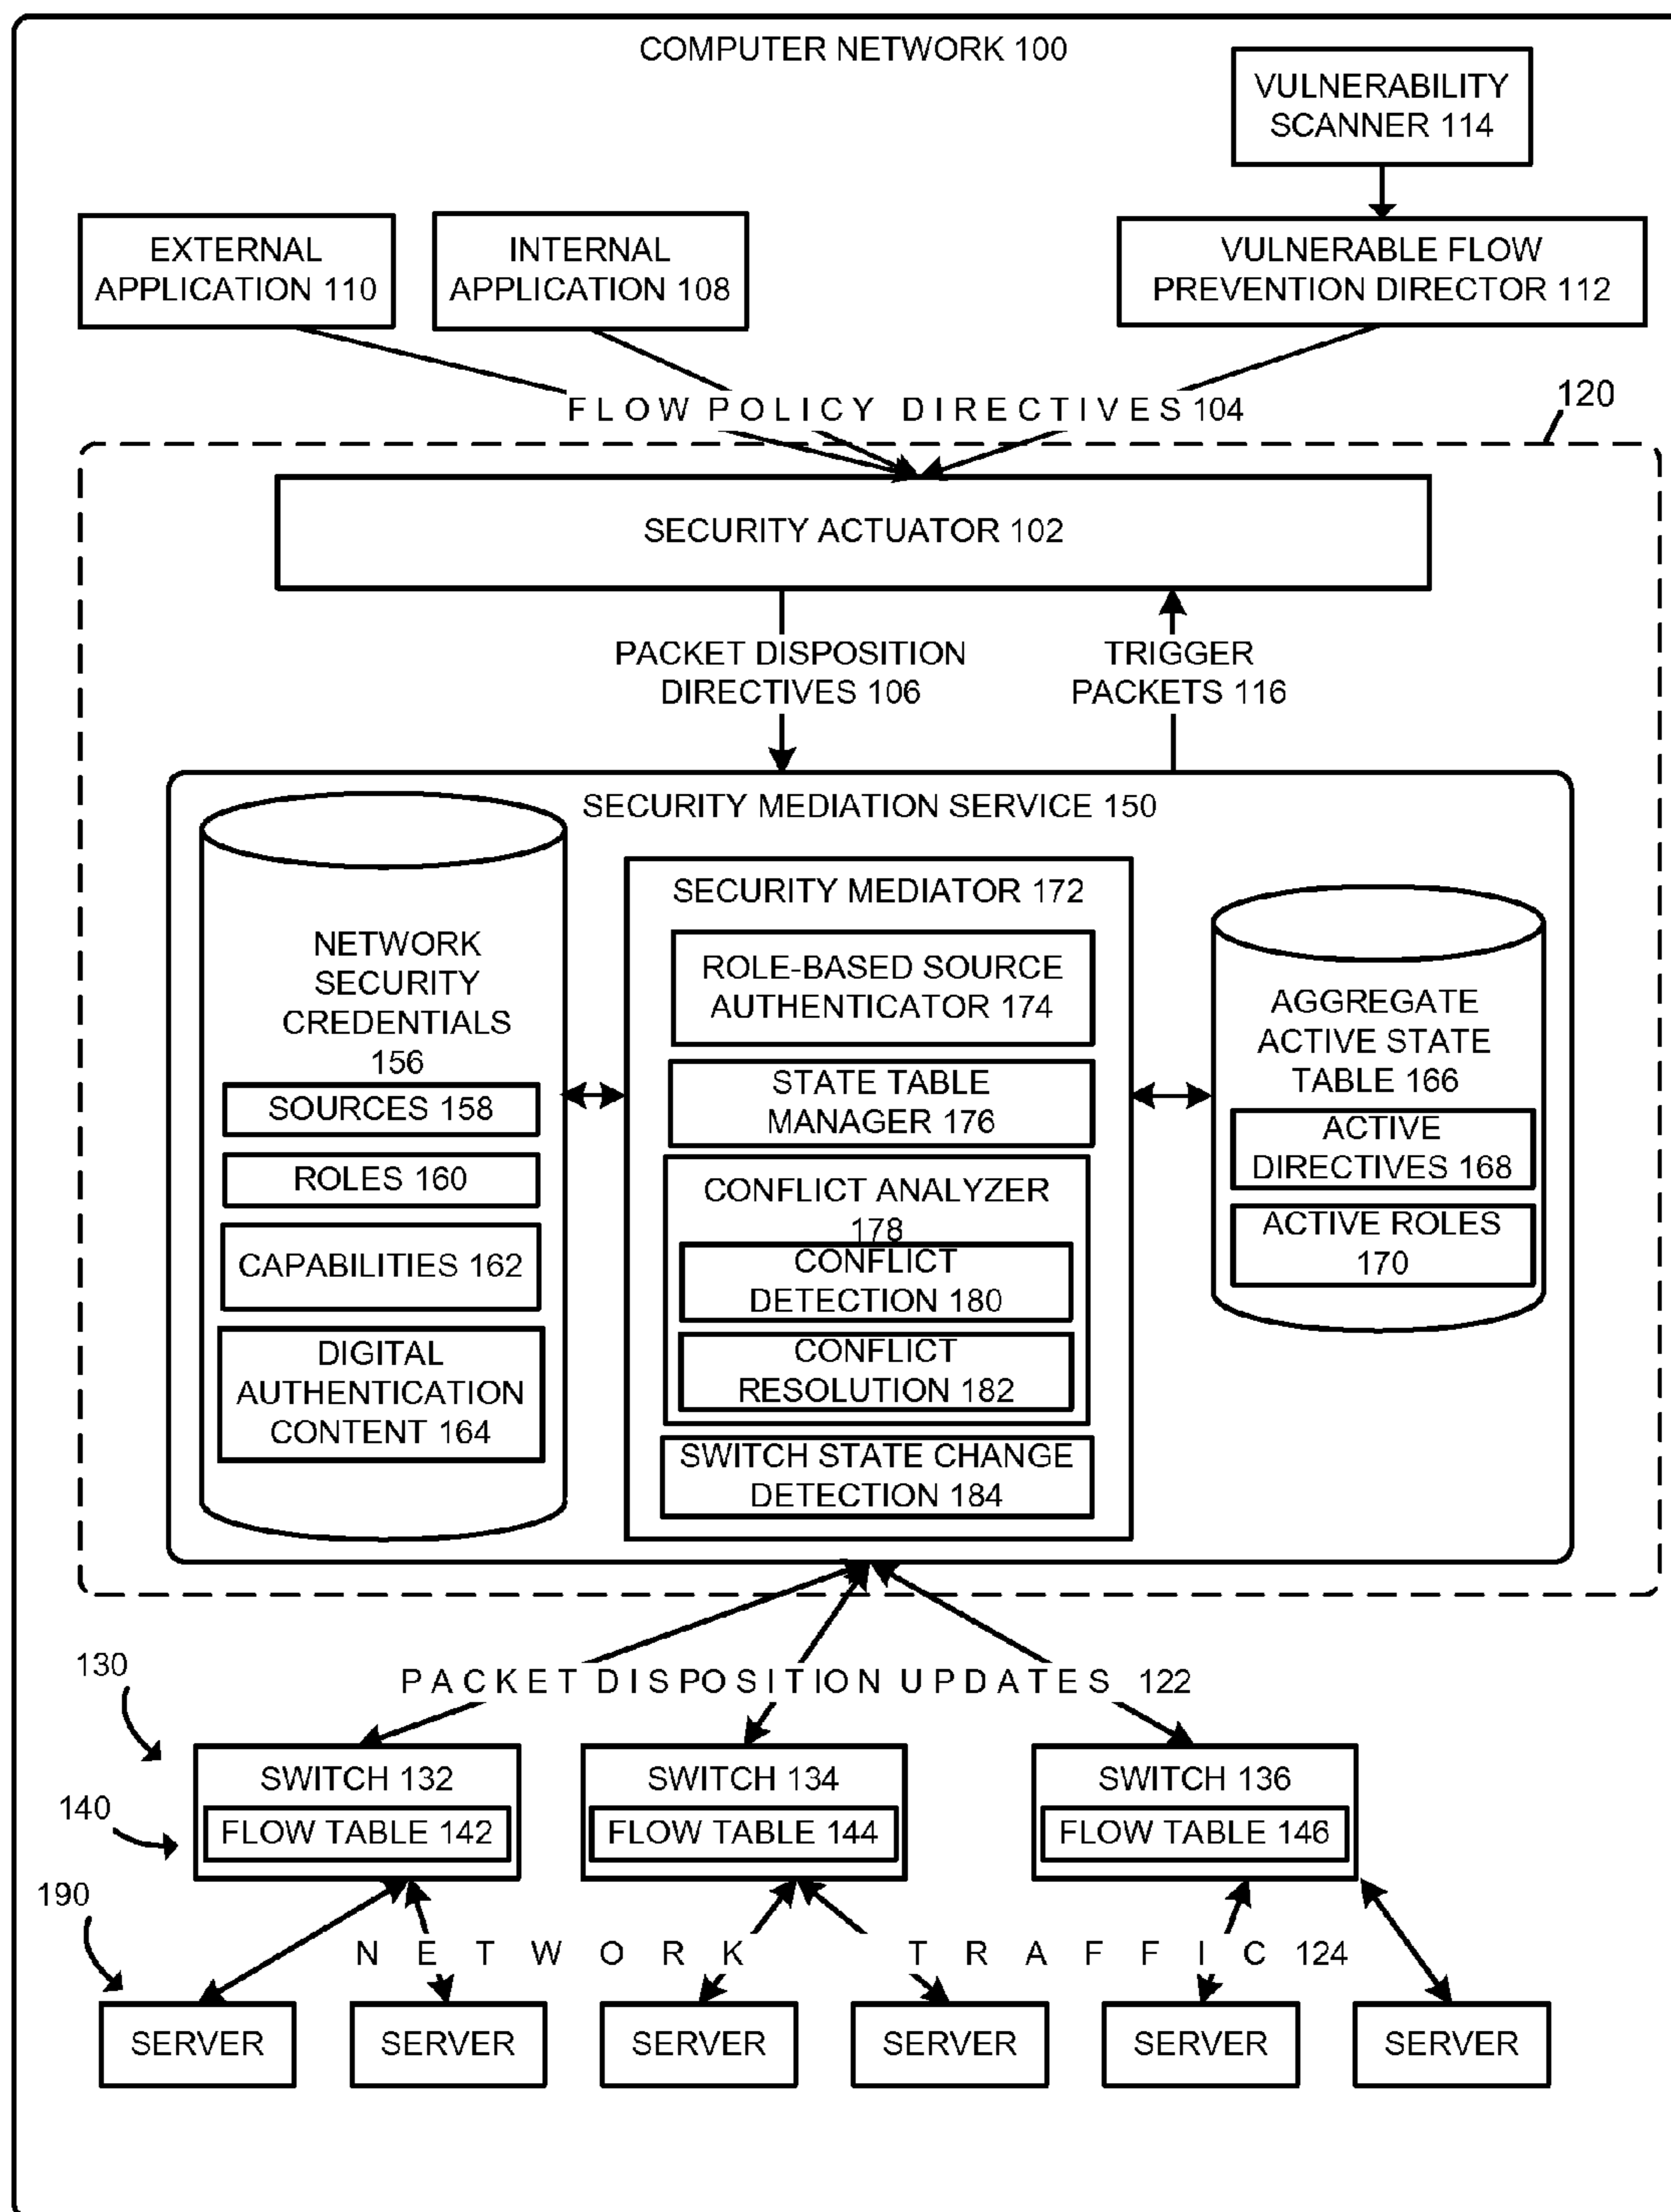 COMPUTER NETWORK 100
VULNERABILITY
SCANNER 114
EXTERNAL
APPLICATION 110
INTERNAL
APPLICATION 108
VULNERABLE FLOW
PREVENTION DIRECTOR 112
FLOW POLICY DIRECTIVES 104
120
SECURITY ACTUATOR 102
PACKET DISPOSITION
DIRECTIVES 106
TRIGGER
PACKETS 116
SECURITY MEDIATION SERVICE 150
NETWORK
SECURITY
CREDENTIALS
156
SOURCES 158
ROLES 160
CAPABILITIES 162
DIGITAL
AUTHENTICATION
CONTENT 164
SECURITY MEDIATOR 172
ROLE-BASED SOURCE
AUTHENTICATOR 174
STATE TABLE
MANAGER 176
CONFLICT ANALYZER
178
CONFLICT
DETECTION 180
CONFLICT
RESOLUTION 182
SWITCH STATE CHANGE
DETECTION 184
AGGREGATE
ACTIVE STATE
TABLE 166
ACTIVE
DIRECTIVES 168
ACTIVE ROLES
170
PACKET DISPOSITION UPDATES 122
130
SWITCH 132
FLOW TABLE 142
SWITCH 134
FLOW TABLE 144
SWITCH 136
FLOW TABLE 146
140
190
NETWORK TRAFFIC 124
SERVER
SERVER
SERVER
SERVER
SERVER
SERVER